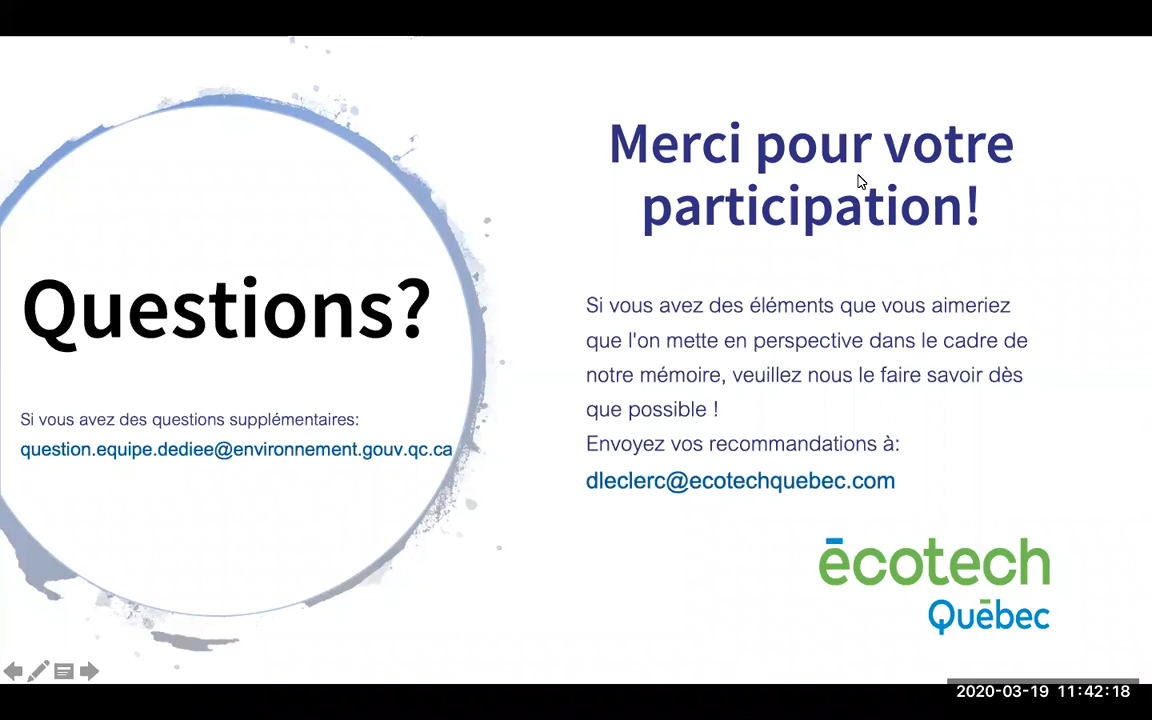 Questions?
Si vous avez des questions supplémentaires:
question.equipe.dediee@environnement.gouv.qc.ca
Merci pour votre
participation!
Si vous avez des éléments que vous aimeriez
que l'on mette en perspective dans le cadre de
notre mémoire, veuillez nous le faire savoir dès
que possible !
Envoyez vos recommandations à:
dleclerc@ecotechquebec.com
ēcotech
Quēbec
2020-03-19 11:42:18